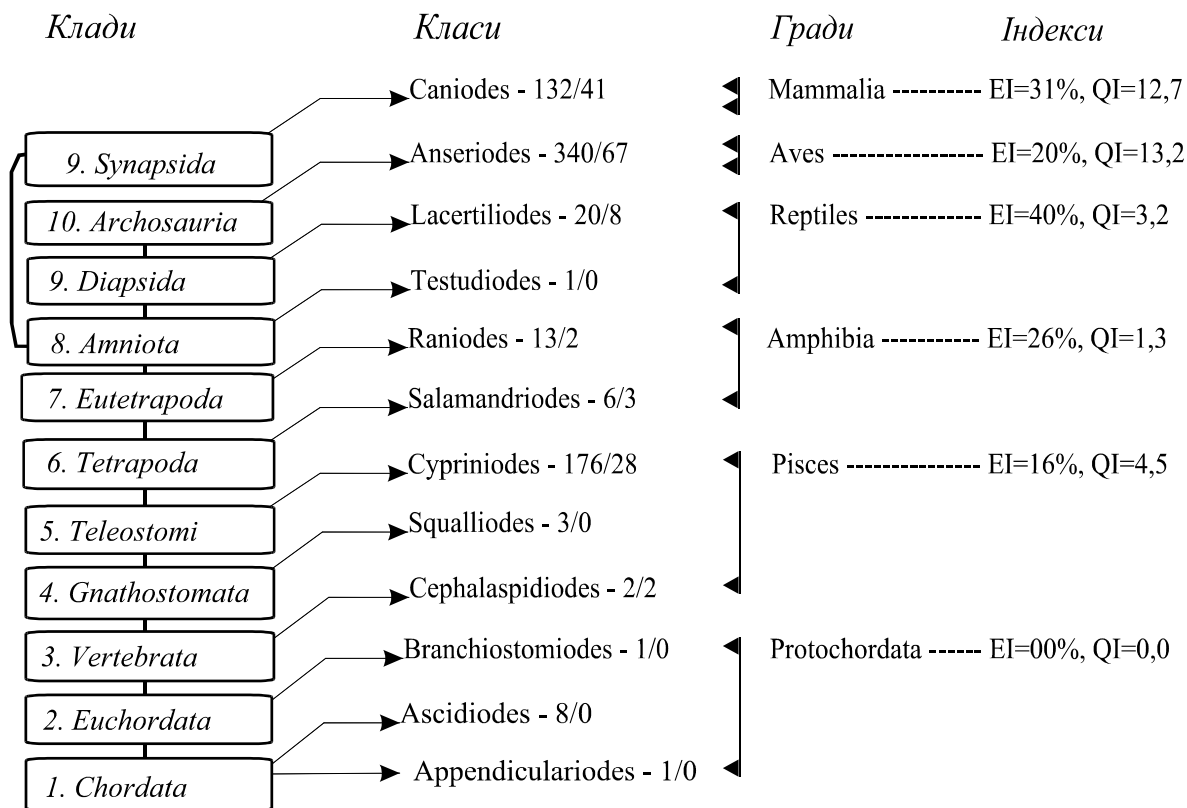 Клади Класи Гради Індекси
Caniodes - 132/41 Mammalia ---------- EI=31%, QI=12,7
9. Synapsida Anseriodes - 340/67 Aves ---------------- EI=20%, QI=13,2
10. Archosauria Lacertiliodes - 20/8 Reptiles ------------ EI=40%, QI=3,2
9. Diapsida Testudiodes - 1/0
8. Amniota Raniodes - 13/2 Amphibia ---------- EI=26%, QI=1,3
7. Eutetrapoda Salamandriodes - 6/3
6. Tetrapoda Cypriniodes - 176/28 Pisces -------------- EI=16%, QI=4,5
5. Teleostomi Squalliodes - 3/0
4. Gnathostomata Cephalaspidiodes - 2/2
3. Vertebrata Branchiostomiodes - 1/0 Protochordata ------ EI=00%, QI=0,0
2. Euchordata Ascidiodes - 8/0
1. Chordata Appendiculariodes - 1/0